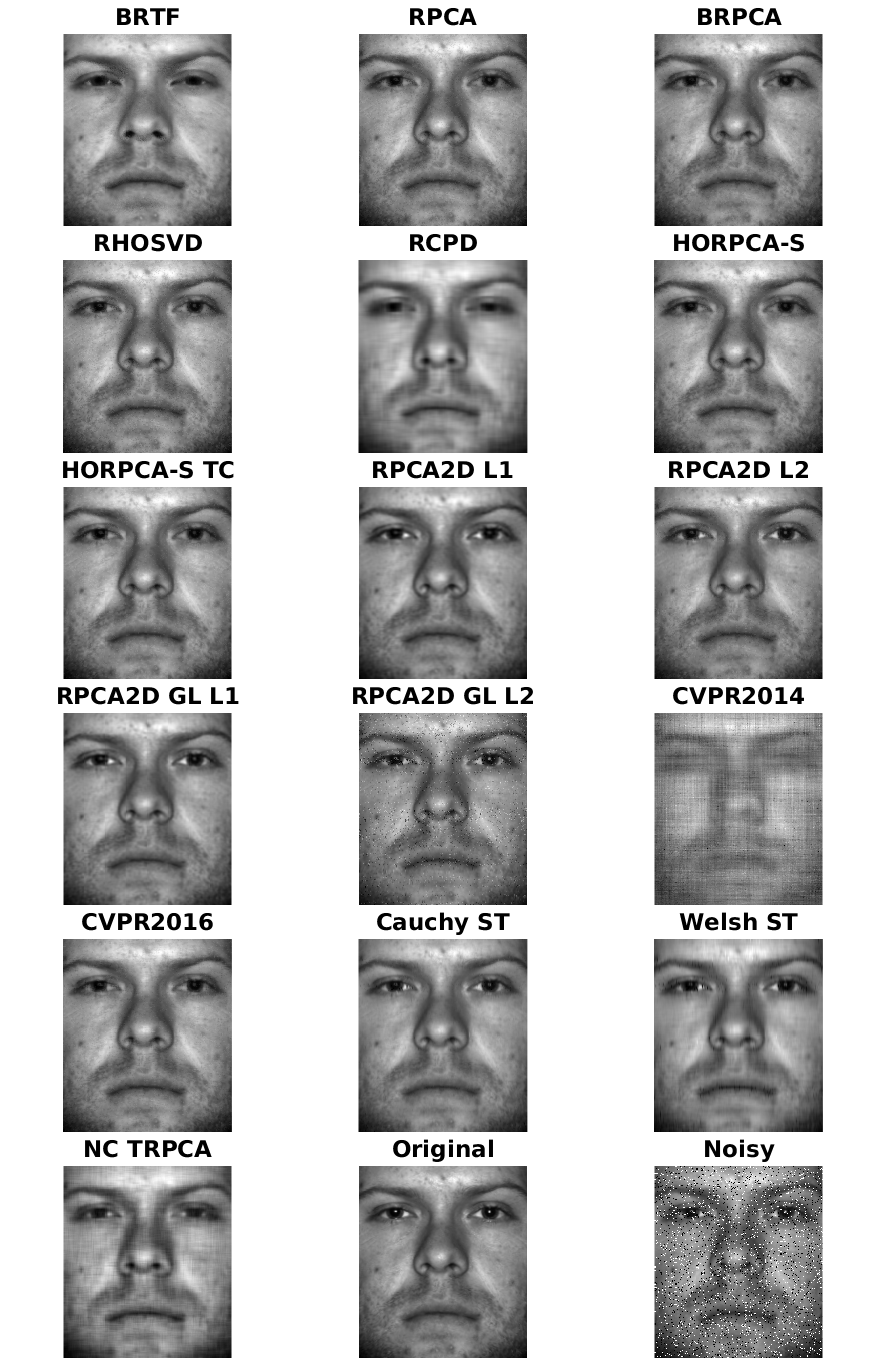 BRTF
RPCA
BRPCA
RHOSVD
RCPD
HORPCA-S
HORPCA-S TC
RPCA2D L1
RPCA2D L2
RPCA2D GL L1
RPCA2D GL L2
CVPR2014
CVPR2016
Cauchy ST
Welsh ST
NC TRPCA
Original
Noisy